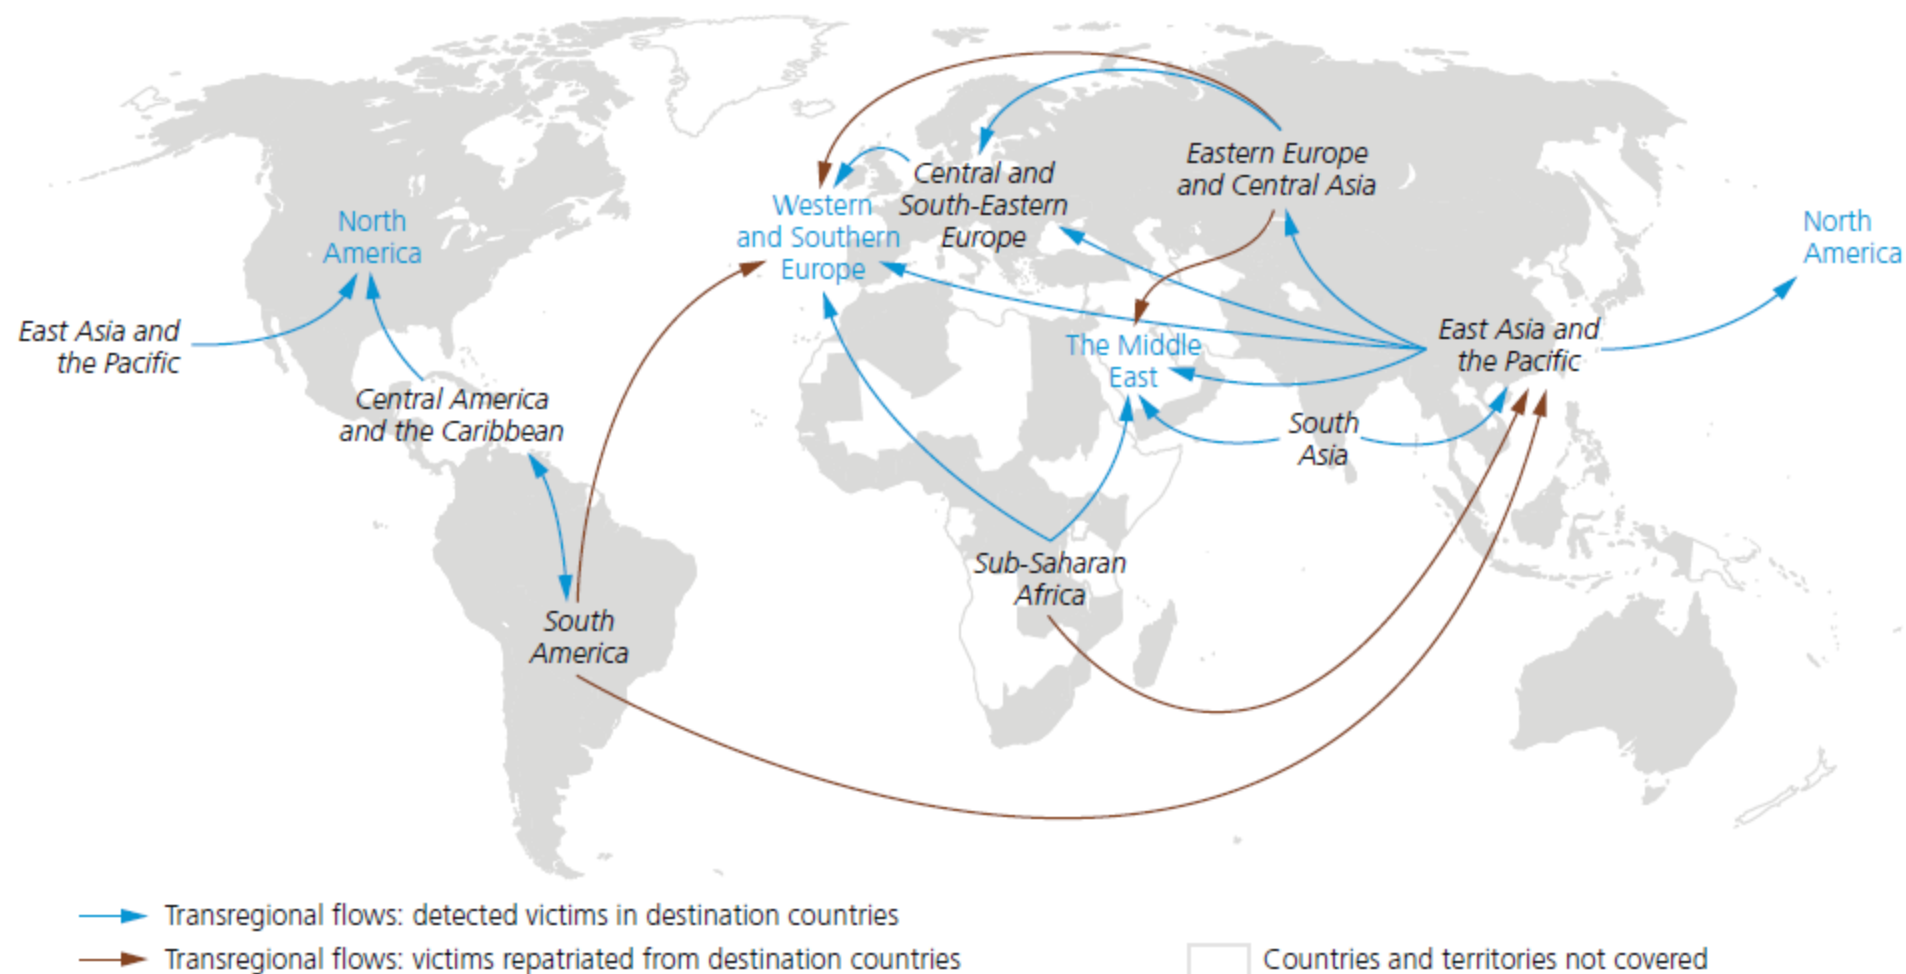 Eastern Europe
and Central Asia
Central and
South-Eastern
Europe
Western
and Southern
Europe
North
America
North
America
East Asia and
the Pacific
East Asia and
the Pacific
The Middle
East
Central America
and the Caribbean
South
Asia
Sub-Saharan
Africa
South
America
Transregional flows: detected victims in destination countries
Transregional flows: victims repatriated from destination countries
Countries and territories not covered